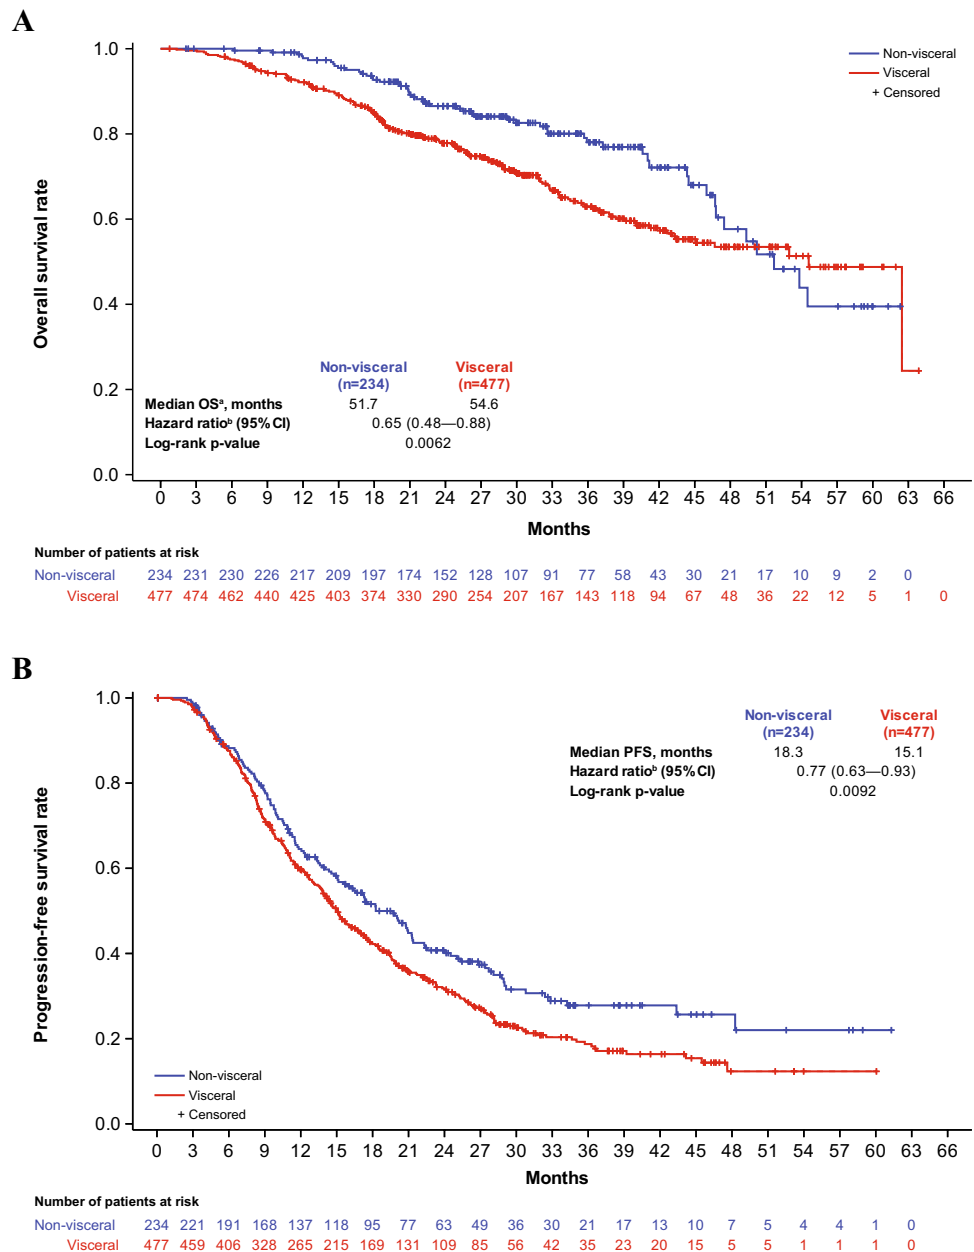 A
1.0
0.8
0.6
0.4
0.2
0.0
Overall survival rate
Non-visceral
Visceral
+ Censored
Non-visceral Visceral
(n=234) (n=477)
Median OSᵃ, months 51.7 54.6
Hazard ratioᵇ (95% CI) 0.65 (0.48—0.88)
Log-rank p-value 0.0062
0 3 6 9 12 15 18 21 24 27 30 33 36 39 42 45 48 51 54 57 60 63 66
Months
Number of patients at risk
Non-visceral 234 231 230 226 217 209 197 174 152 128 107 91 77 58 43 30 21 17 10 9 2 0
Visceral 477 474 462 440 425 403 374 330 290 254 207 167 143 118 94 67 48 36 22 12 5 1 0
B
1.0
0.8
0.6
0.4
0.2
0.0
Progression-free survival rate
Non-visceral Visceral
(n=234) (n=477)
Median PFS, months 18.3 15.1
Hazard ratioᵇ (95% CI) 0.77 (0.63—0.93)
Log-rank p-value 0.0092
Non-visceral
Visceral
+ Censored
0 3 6 9 12 15 18 21 24 27 30 33 36 39 42 45 48 51 54 57 60 63 66
Months
Number of patients at risk
Non-visceral 234 221 191 168 137 118 95 77 63 49 36 30 21 17 13 10 7 5 4 4 1 0
Visceral 477 459 406 328 265 215 169 131 109 85 56 42 35 23 20 15 5 5 1 1 1 0